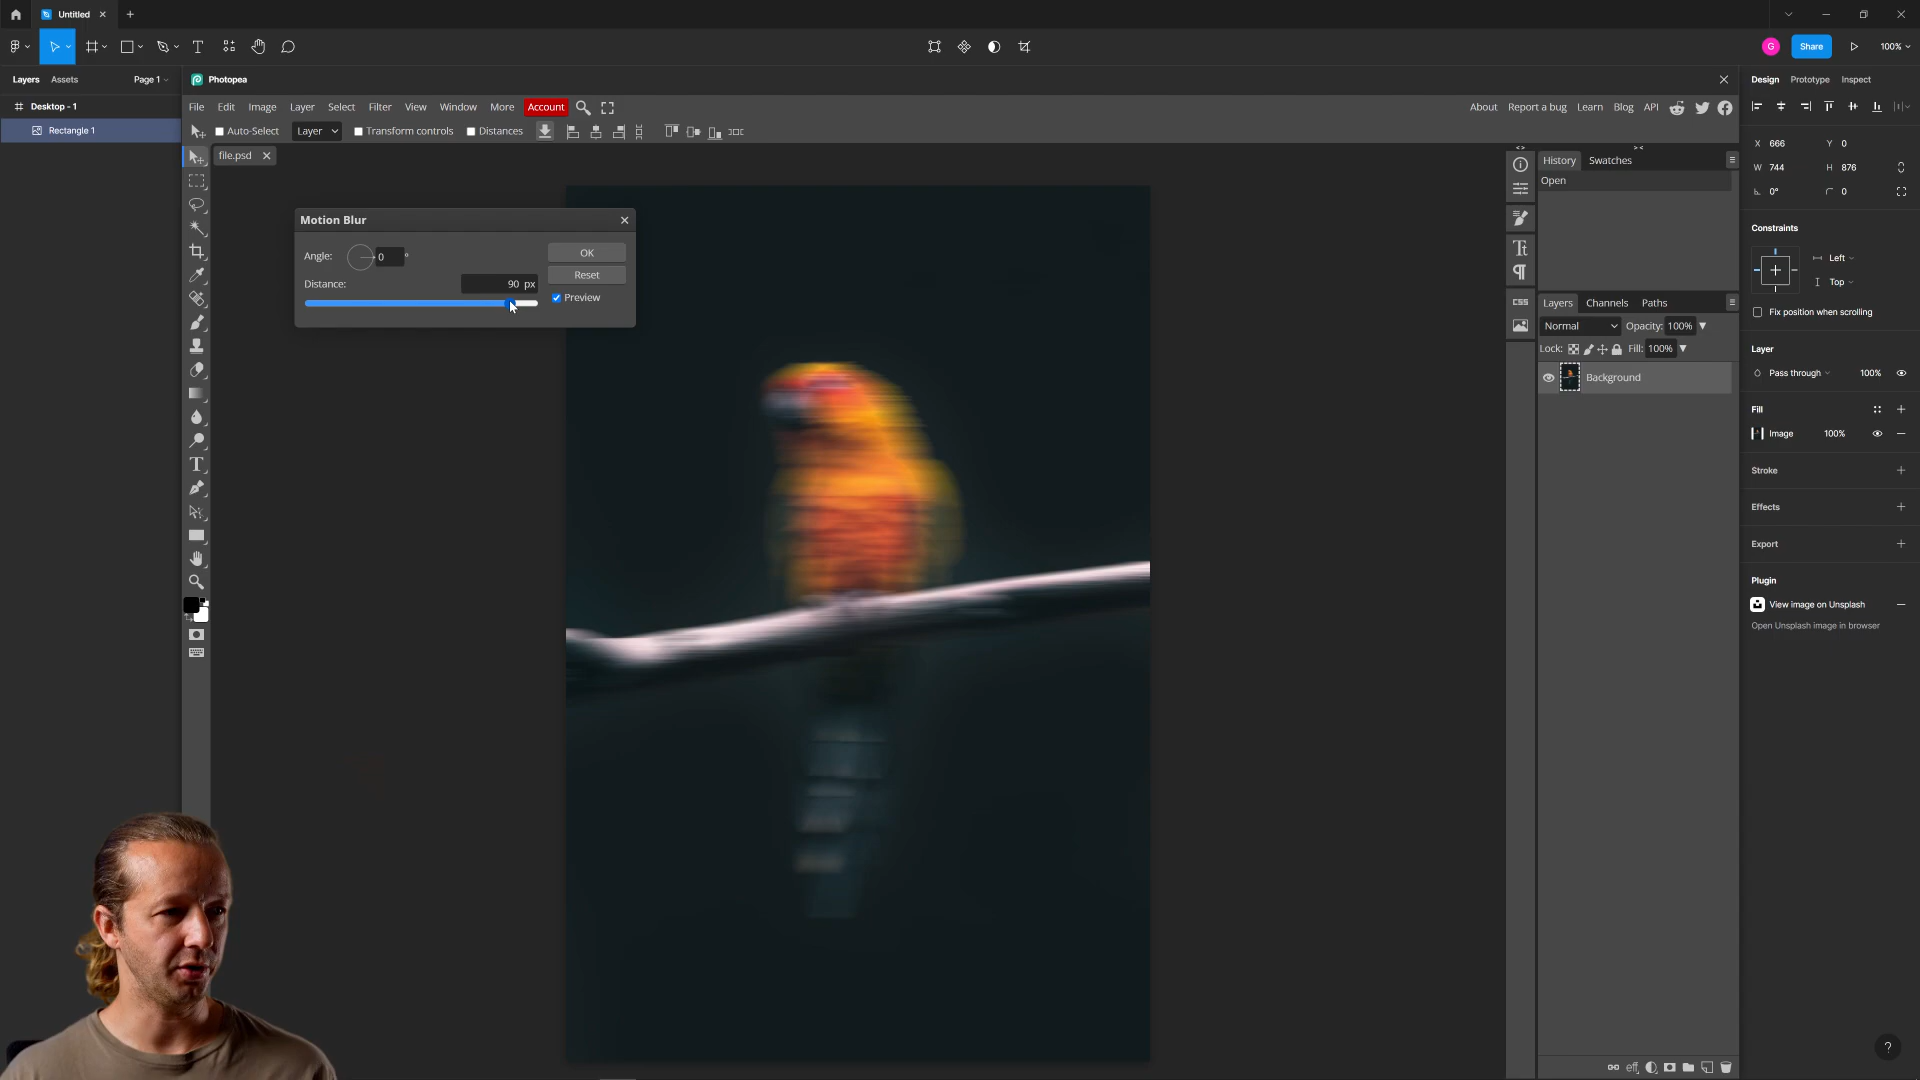 Untitled
Share
100%
Layers
Assets
Page 1
Desktop - 1
Rectangle 1
Photopea
File Edit Image Layer Select Filter View Window More Account
About Report a bug Learn Blog API
Auto-Select Layer Transform controls Distances
file.psd
Motion Blur
Angle: 0 °
Distance: 90 px
OK
Reset
Preview
CSS
History Swatches
Open
Layers Channels Paths
Normal Opacity: 100%
Lock: Fill: 100%
Background
eff
Design Prototype Inspect
X 666 Y 0
W 744 H 876
0° 0
Constraints
Left
Top
Fix position when scrolling
Layer
Pass through 100%
Fill
Image 100%
Stroke
Effects
Export
Plugin
View image on Unsplash
Open Unsplash image in browser
G
?